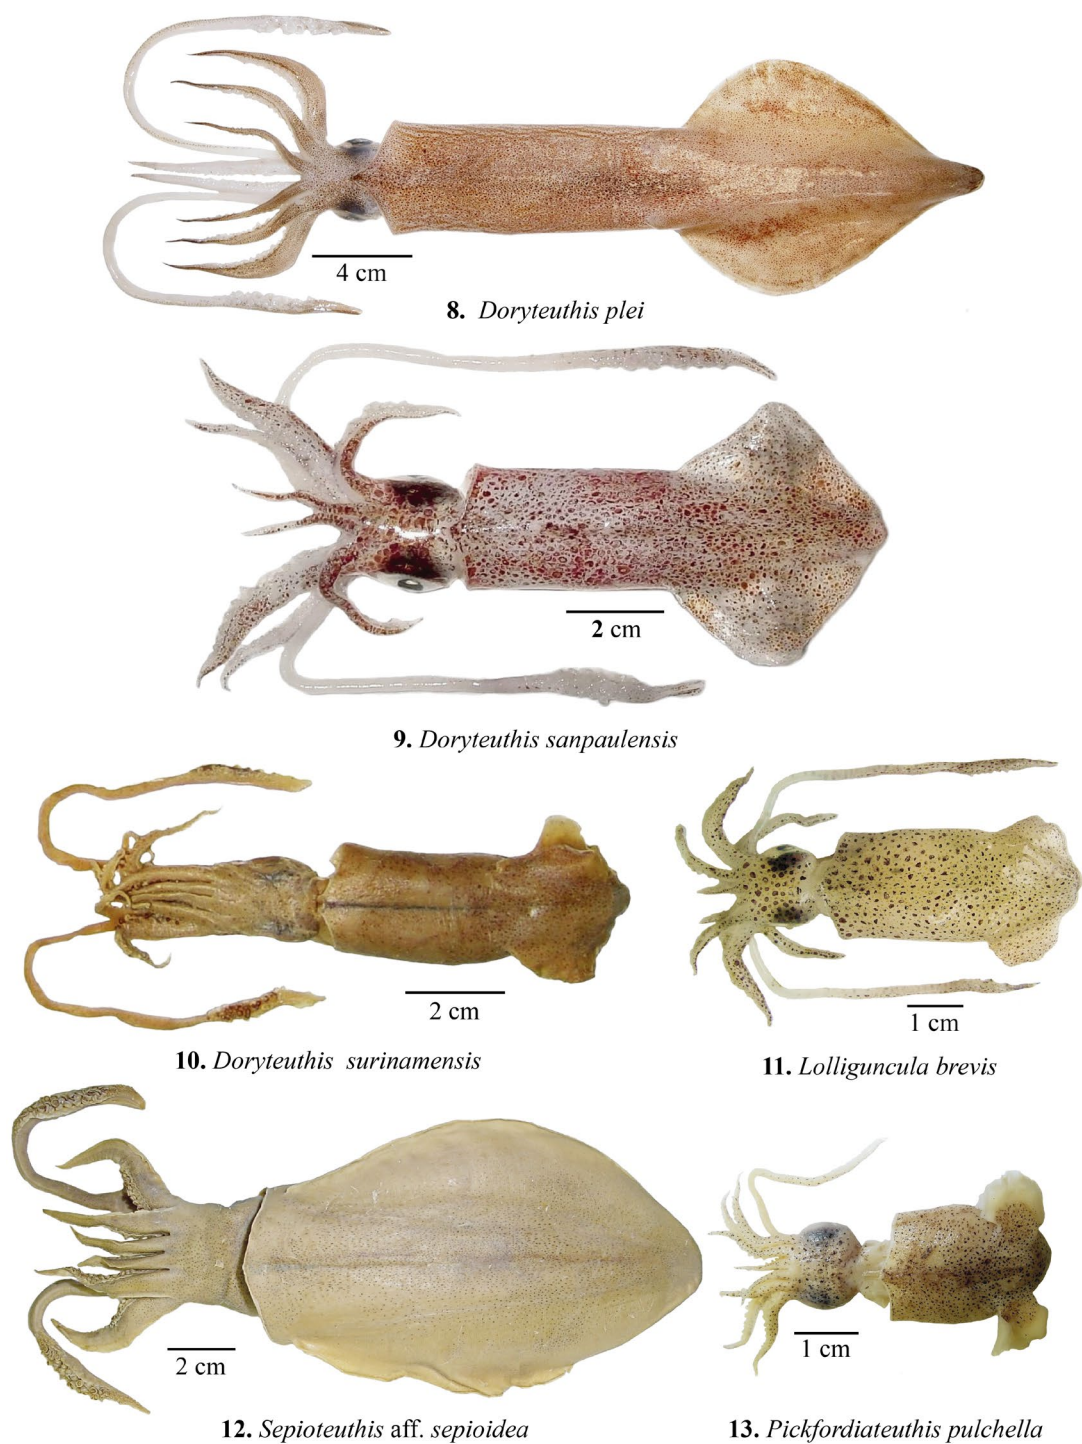 4 cm
8. Doryteuthis plei
2 cm
9. Doryteuthis sanpaulensis
2 cm
10. Doryteuthis surinamensis
1 cm
11. Lolliguncula brevis
2 cm
12. Sepioteuthis aff. sepioidea
1 cm
13. Pickfordiateuthis pulchella